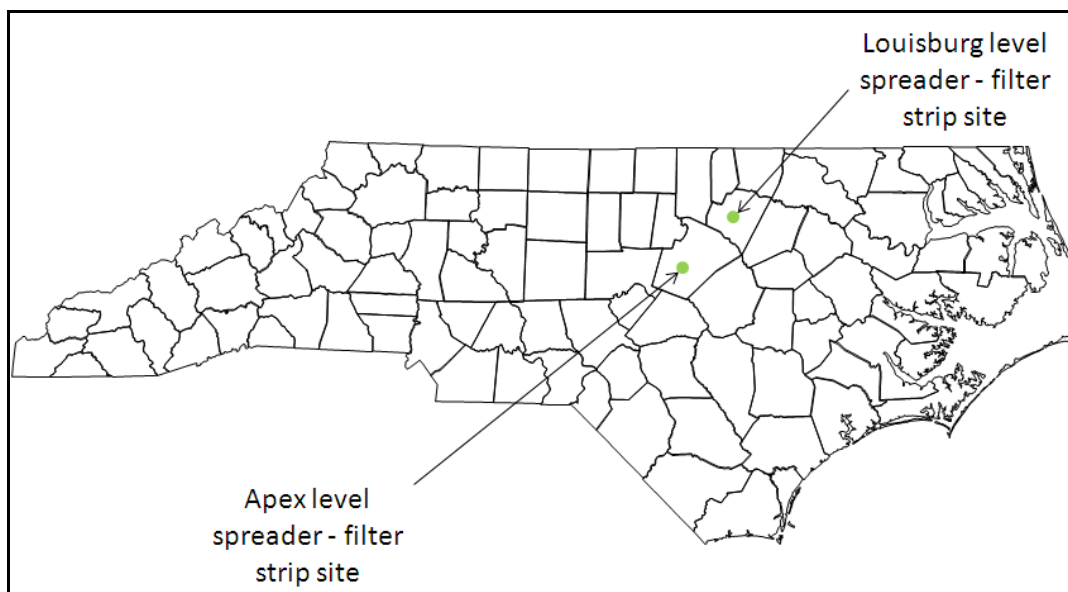 Louisburg level
spreader - filter
strip site
Apex level
spreader - filter
strip site